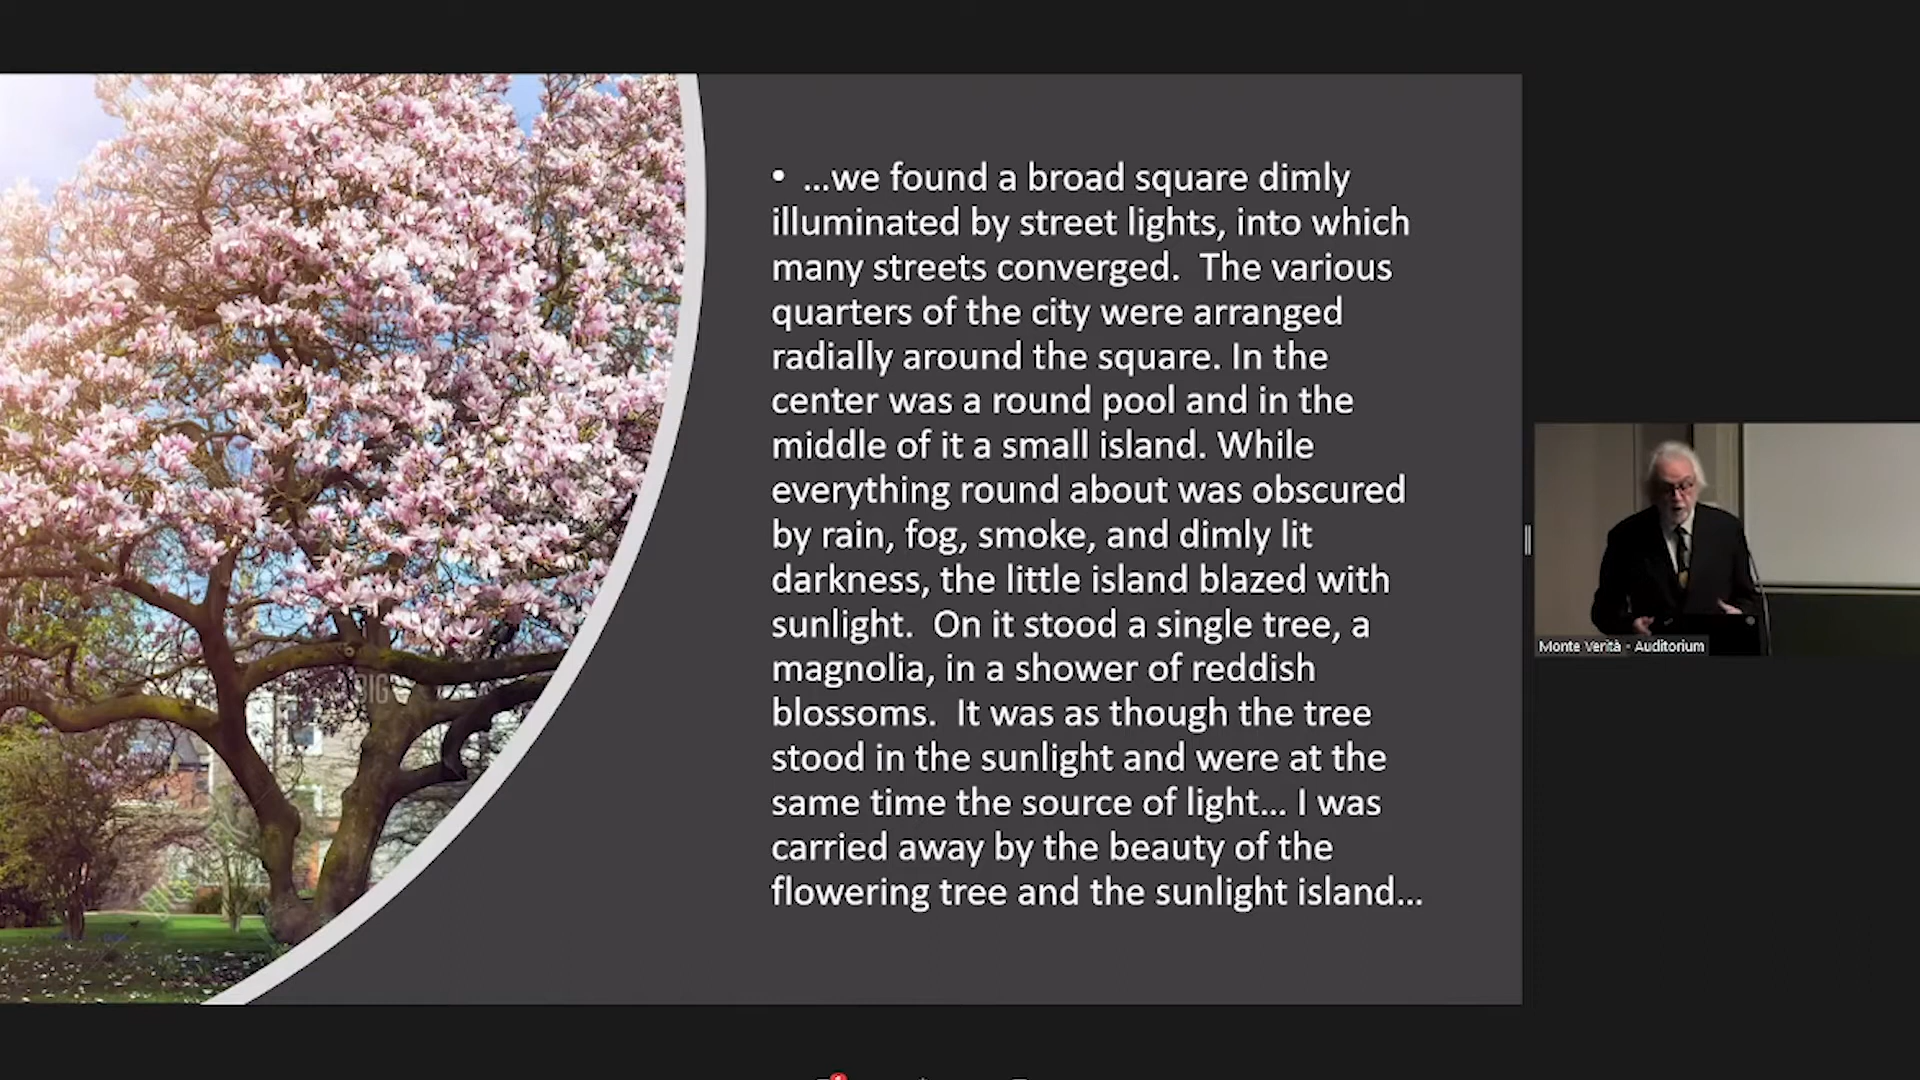 • ...we found a broad square dimly
illuminated by street lights, into which
many streets converged.  The various
quarters of the city were arranged
radially around the square. In the
center was a round pool and in the
middle of it a small island. While
everything round about was obscured
by rain, fog, smoke, and dimly lit
darkness, the little island blazed with
sunlight.  On it stood a single tree, a
magnolia, in a shower of reddish
blossoms.  It was as though the tree
stood in the sunlight and were at the
same time the source of light... I was
carried away by the beauty of the
flowering tree and the sunlight island...
Monte Verità - Auditorium
BIG